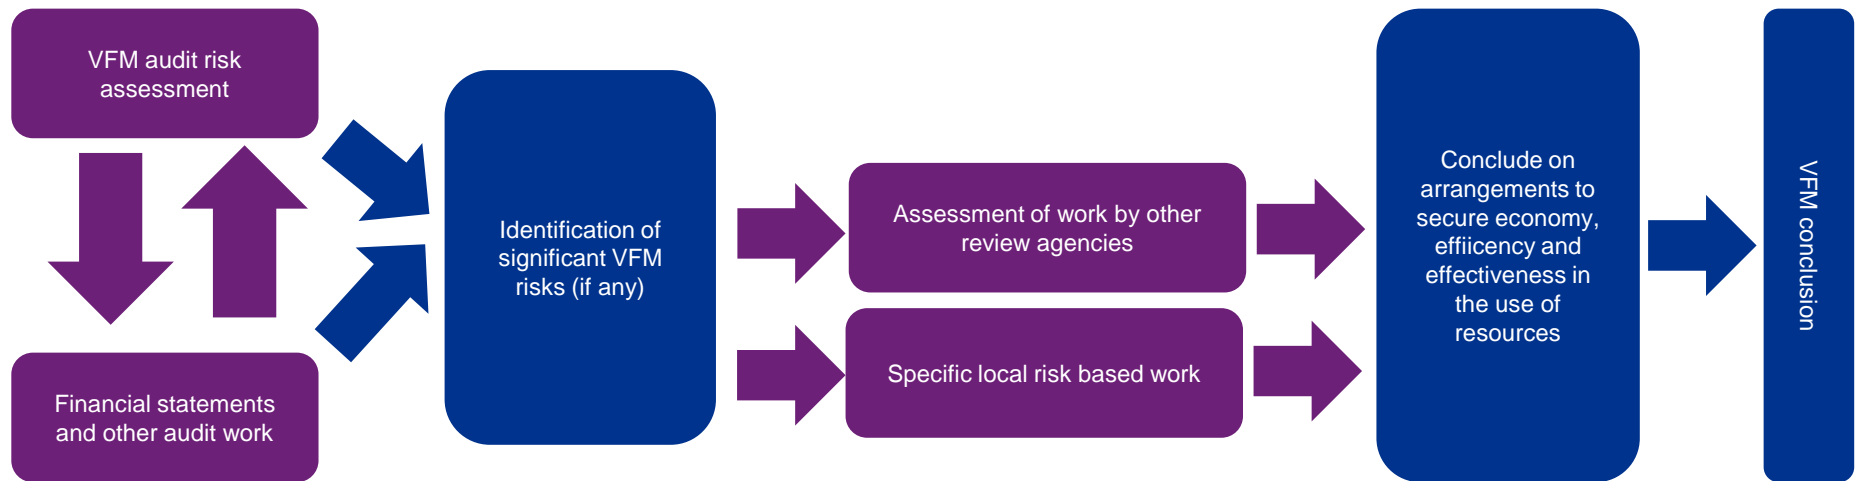 VFM audit risk
assessment
Financial statements
and other audit work
Identification of
significant VFM
risks (if any)
Assessment of work by other
review agencies
Specific local risk based work
Conclude on
arrangements to
secure economy,
effiicency and
effectiveness in
the use of
resources
VFM conclusion